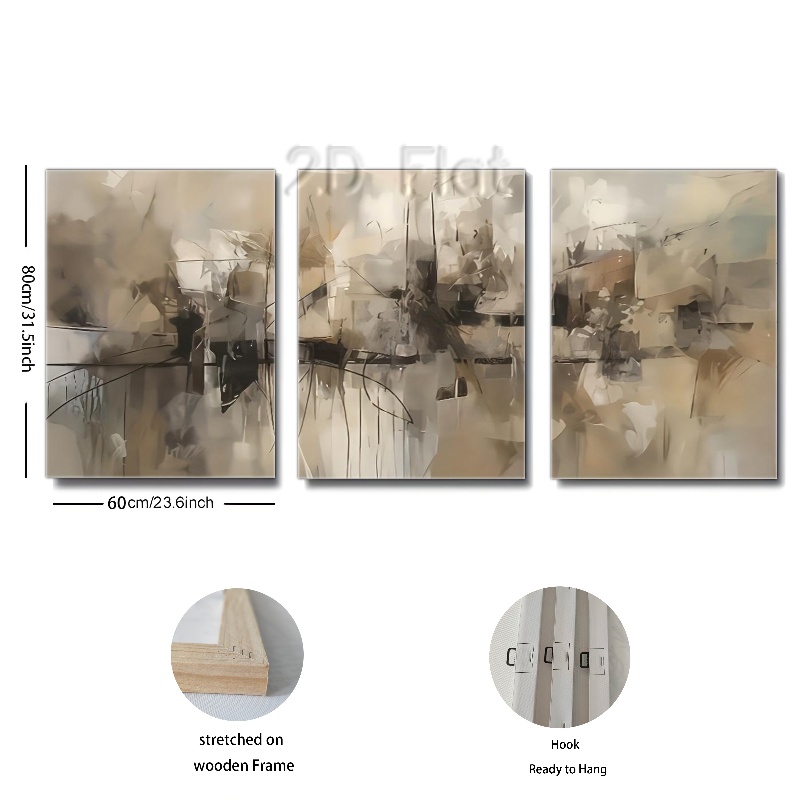 2D Flat
80cm/31.5inch
60cm/23.6inch
stretched on
wooden Frame
Hook
Ready to Hang